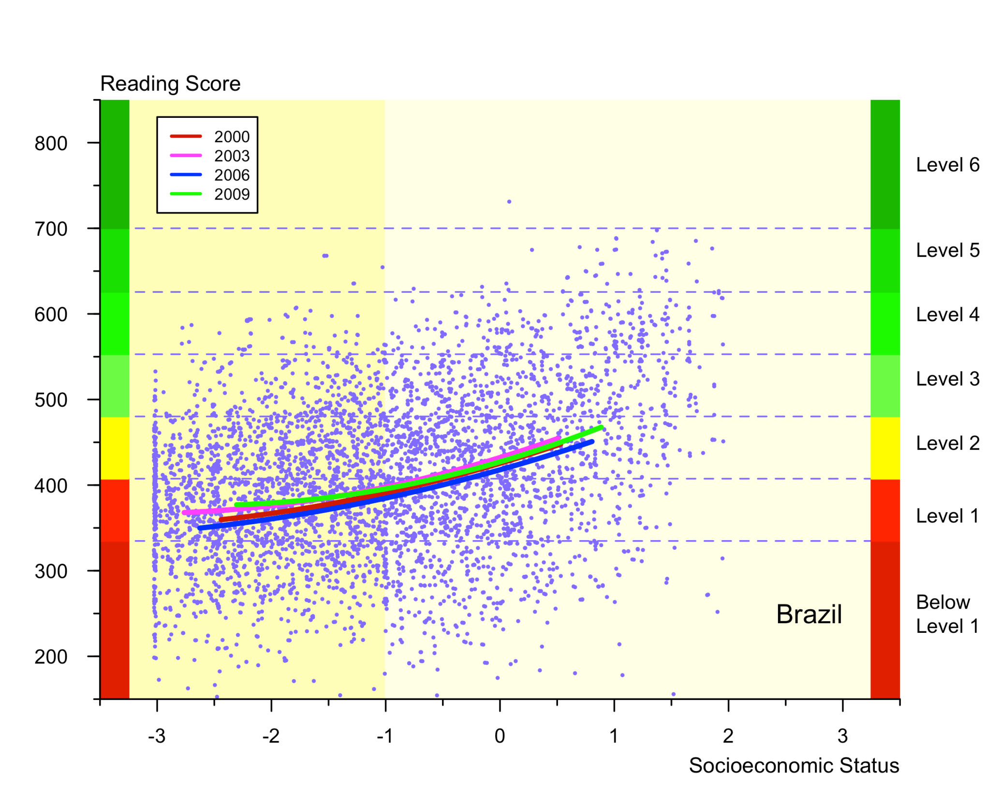 Reading Score
2000
2003
2006
2009
800
700
600
500
400
300
200
Level 6
Level 5
Level 4
Level 3
Level 2
Level 1
Below
Level 1
Brazil
-3 -2 -1 0 1 2 3
Socioeconomic Status